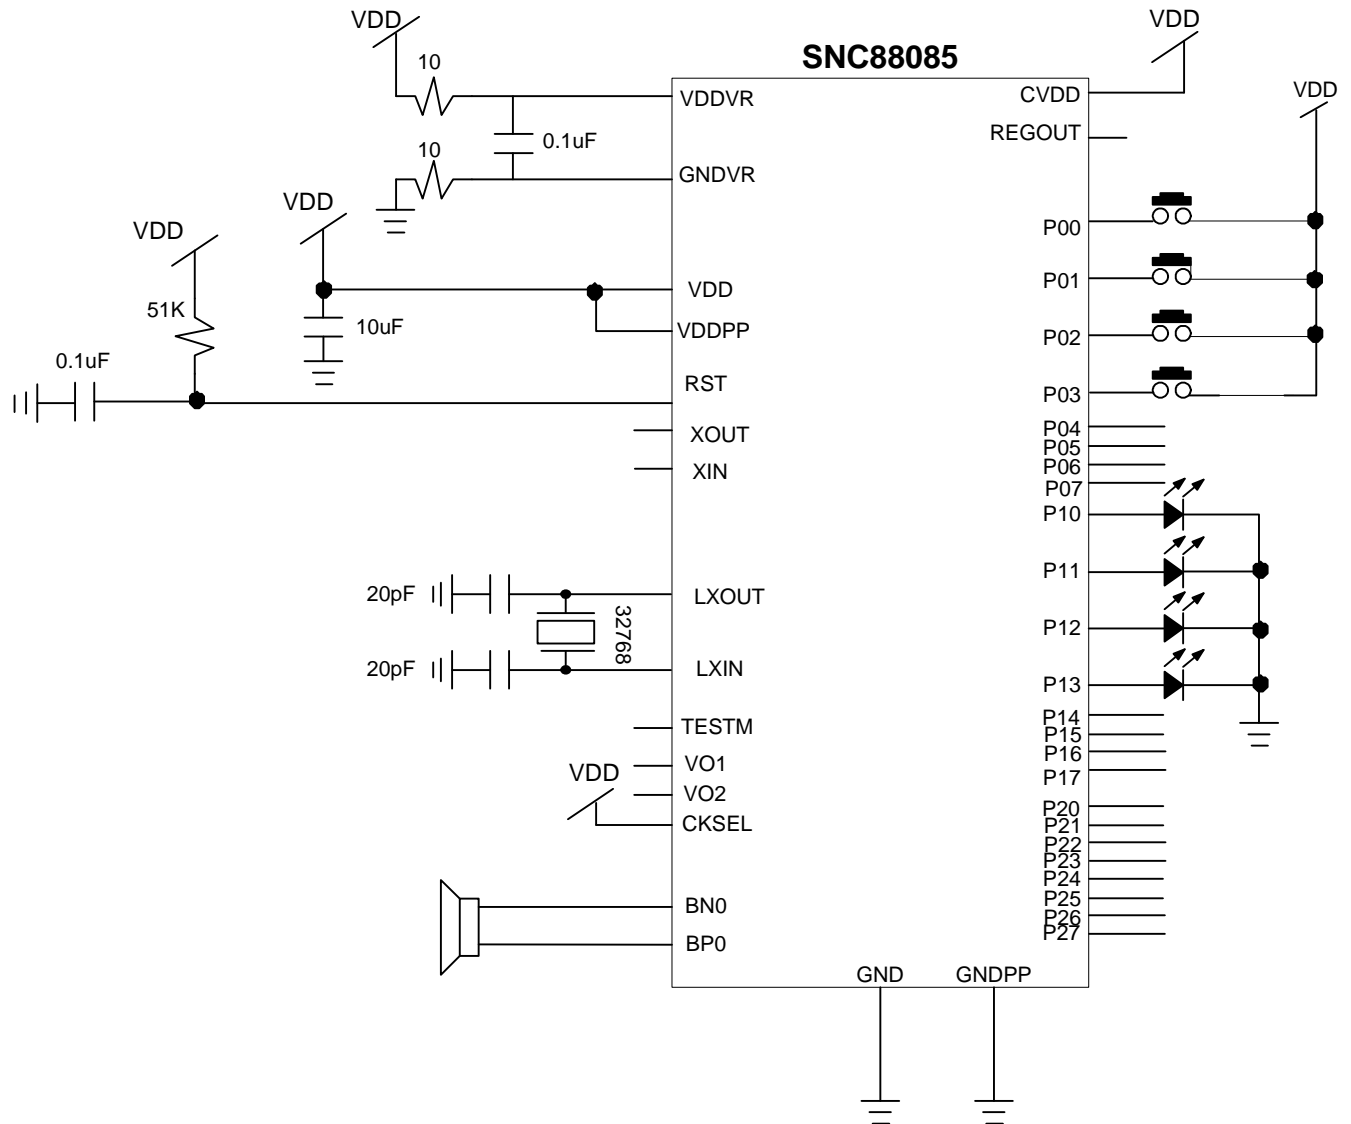 VDD
VDD
SNC88085
10
VDDVR
CVDD
VDD
REGOUT
0.1uF
10
GNDVR
VDD
VDD
P00
P01
51K
VDD
10uF
VDDPP
P02
0.1uF
RST
P03
XOUT
P04
P05
XIN
P06
P07
P10
P11
20pF
LXOUT
32768
P12
20pF
LXIN
P13
TESTM
P14
P15
P16
VO1
P17
VDD
VO2
P20
CKSEL
P21
P22
P23
P24
BN0
P25
P26
P27
BP0
GND
GNDPP